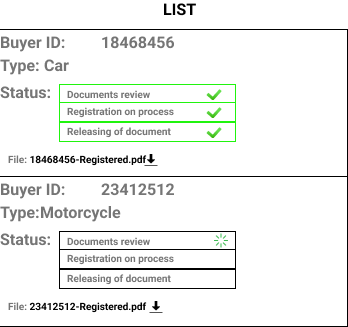 LIST
Buyer ID: 18468456
Type: Car
Status:
Documents review
Registration on process
Releasing of document
File: 18468456-Registered.pdf
Buyer ID: 23412512
Type:Motorcycle
Status:
Documents review
Registration on process
Releasing of document
File: 23412512-Registered.pdf